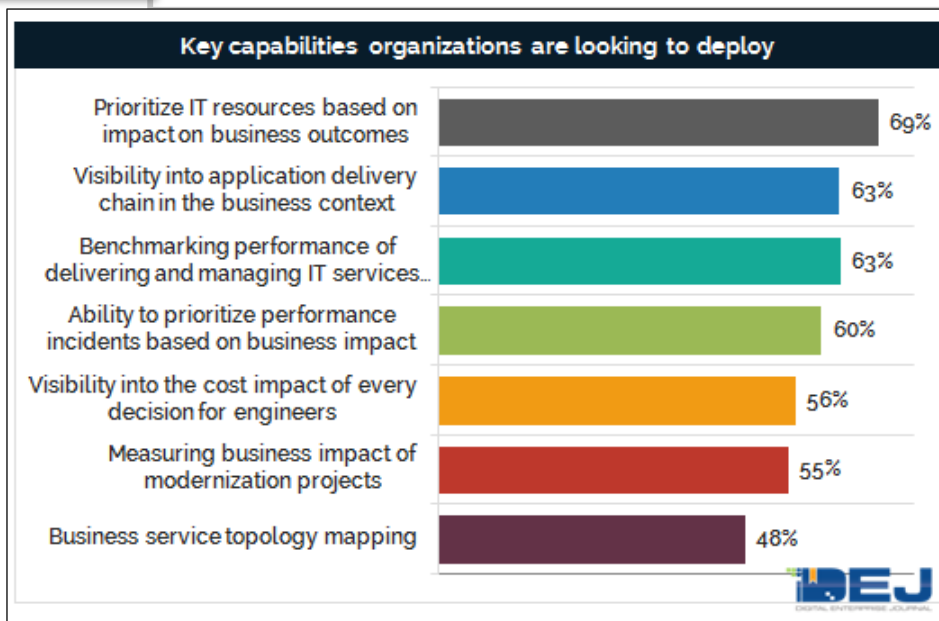 Key capabilities organizations are looking to deploy
Prioritize IT resources based on
impact on business outcomes
69%
Visibility into application delivery
chain in the business context
63%
Benchmarking performance of
delivering and managing IT services...
63%
Ability to prioritize performance
incidents based on business impact
60%
Visibility into the cost impact of every
decision for engineers
56%
Measuring business impact of
modernization projects
55%
Business service topology mapping
48%
DEJ
DIGITAL ENTERPRISE JOURNAL